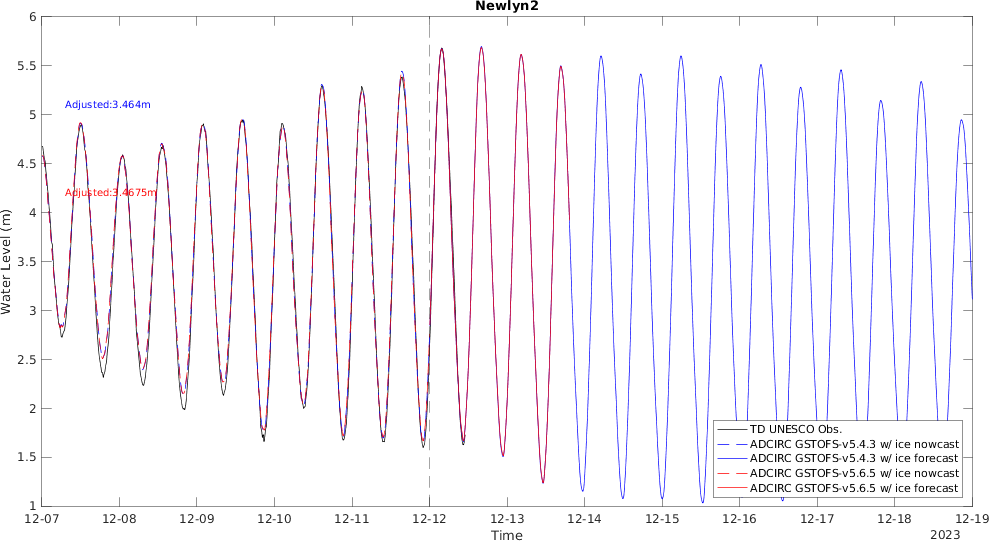 Newlyn2
6
5.5
5
4.5
4
3.5
3
2.5
2
1.5
1
Water Level (m)
Adjusted:3.464m
Adjusted:3.4675m
TD UNESCO Obs.
ADCIRC GSTOFS-v5.4.3 w/ ice nowcast
ADCIRC GSTOFS-v5.4.3 w/ ice forecast
ADCIRC GSTOFS-v5.6.5 w/ ice nowcast
ADCIRC GSTOFS-v5.6.5 w/ ice forecast
12-07 12-08 12-09 12-10 12-11 12-12 12-13 12-14 12-15 12-16 12-17 12-18 12-19
Time
2023